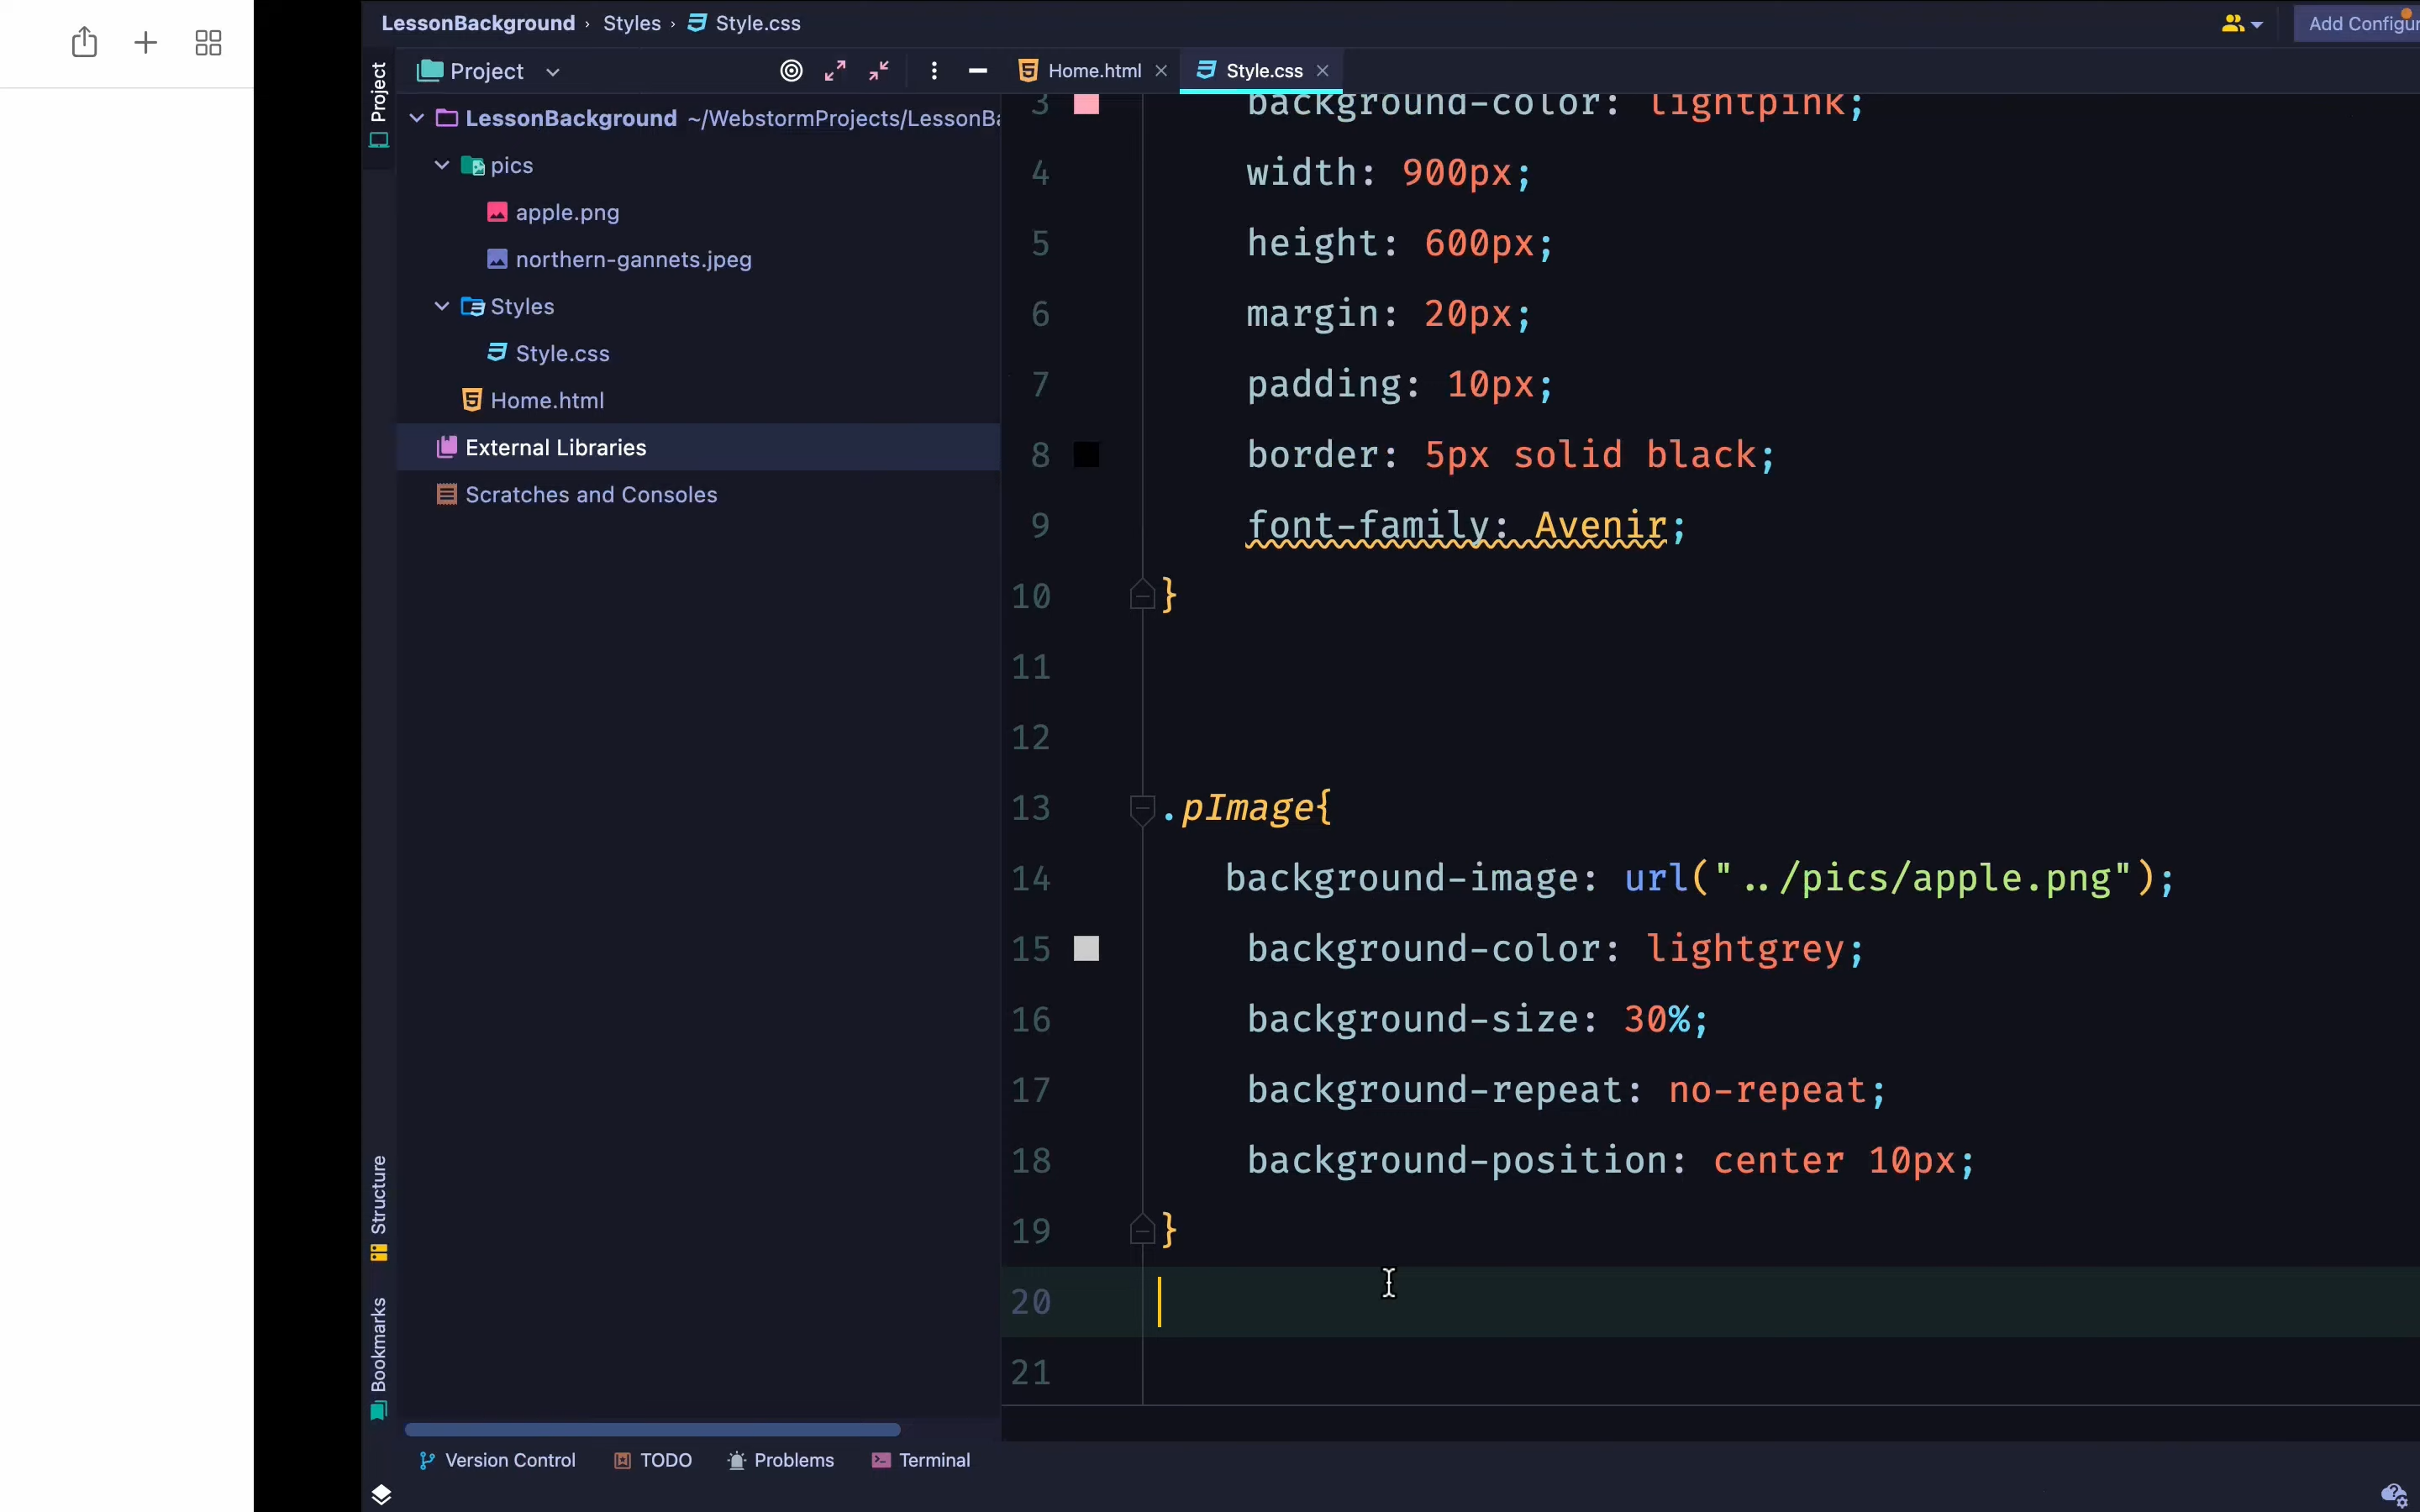 LessonBackground › Styles › Style.css
Add Configur
Project
Home.html
Style.css
Project
LessonBackground ~/WebstormProjects/LessonBa
pics
apple.png
northern-gannets.jpeg
Styles
Style.css
Home.html
External Libraries
Scratches and Consoles
3 background-color: lightpink;
4 width: 900px;
5 height: 600px;
6 margin: 20px;
7 padding: 10px;
8 border: 5px solid black;
9 font-family: Avenir;
10 }
11
12
13 .pImage{
14 background-image: url("../pics/apple.png");
15 background-color: lightgrey;
16 background-size: 30%;
17 background-repeat: no-repeat;
18 background-position: center 10px;
19 }
20
21
Structure
Bookmarks
Version Control TODO Problems Terminal